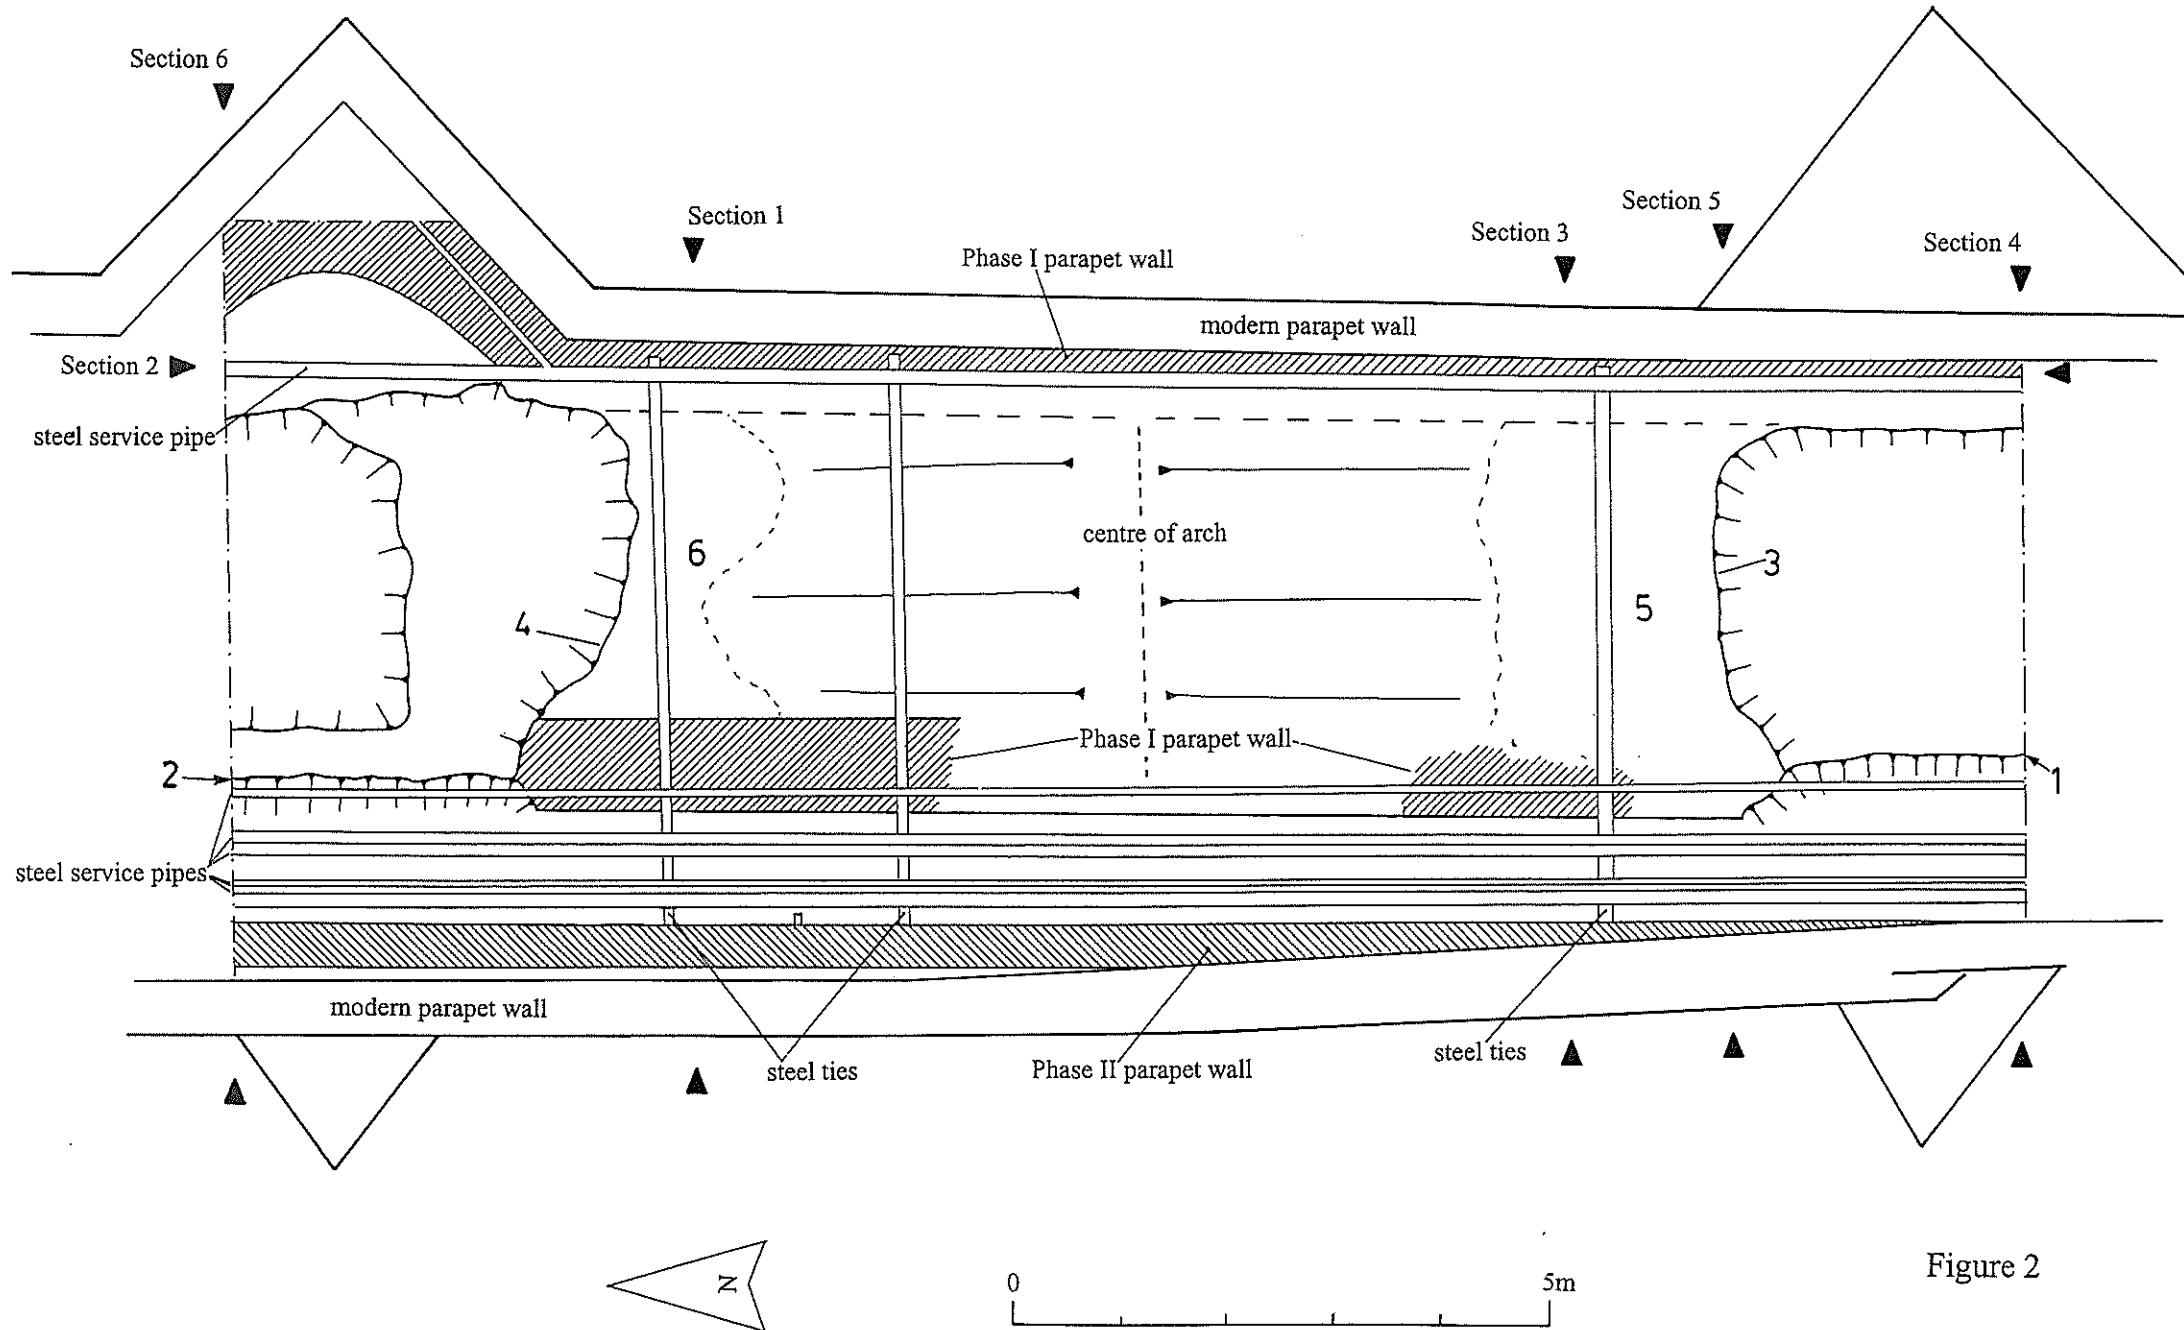 Section 6
Section 1
Section 5
Section 3
Section 4
Phase I parapet wall
modern parapet wall
Section 2
steel service pipe
centre of arch
6
3
5
4
Phase I parapet wall
2
1
steel service pipes
modern parapet wall
steel ties
Phase II parapet wall
steel ties
N
0
5m
Figure 2